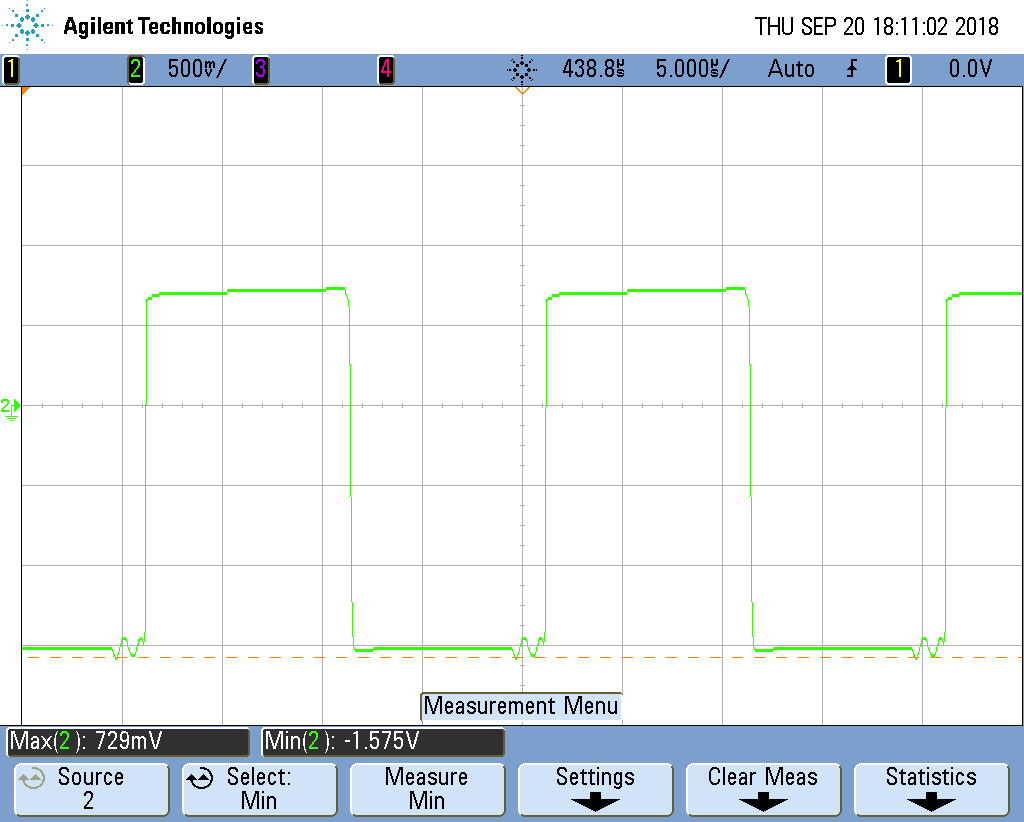 Agilent Technologies THU SEP 20 18:11:02 2018
1 2 500mV/ 3 4 438.8µs 5.000µs/ Auto 1 0.0V
2
Measurement Menu
Max(2): 729mV Min(2): -1.575V
Source Select: Measure Settings Clear Meas Statistics
2 Min Min